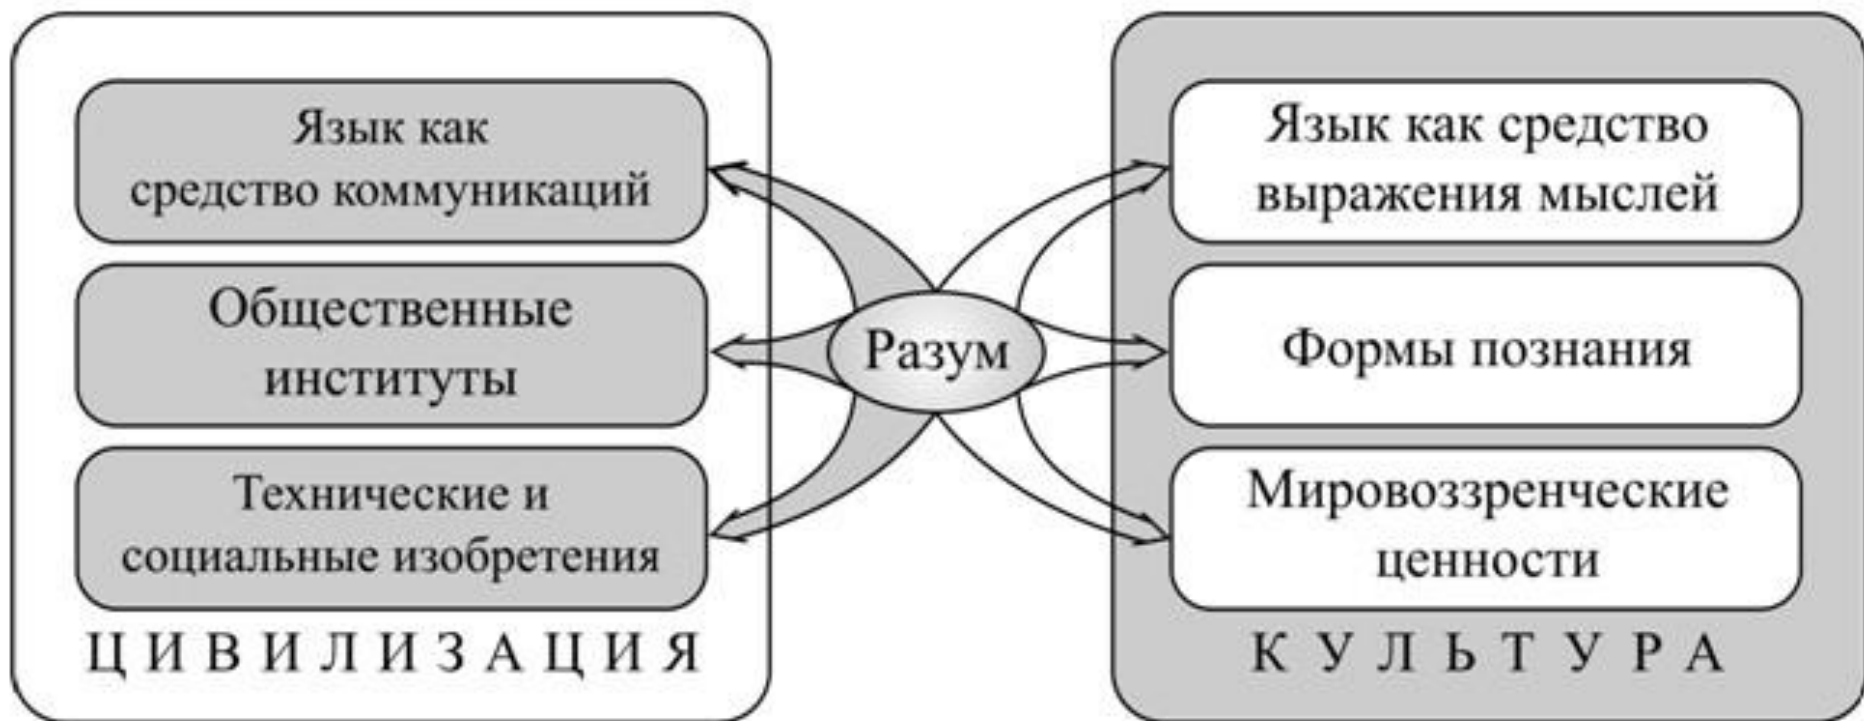 Язык как
средство коммуникаций
Общественные
институты
Технические и
социальные изобретения
ЦИВИЛИЗАЦИЯ
Разум
Язык как средство
выражения мыслей
Формы познания
Мировоззренческие
ценности
КУЛЬТУРА